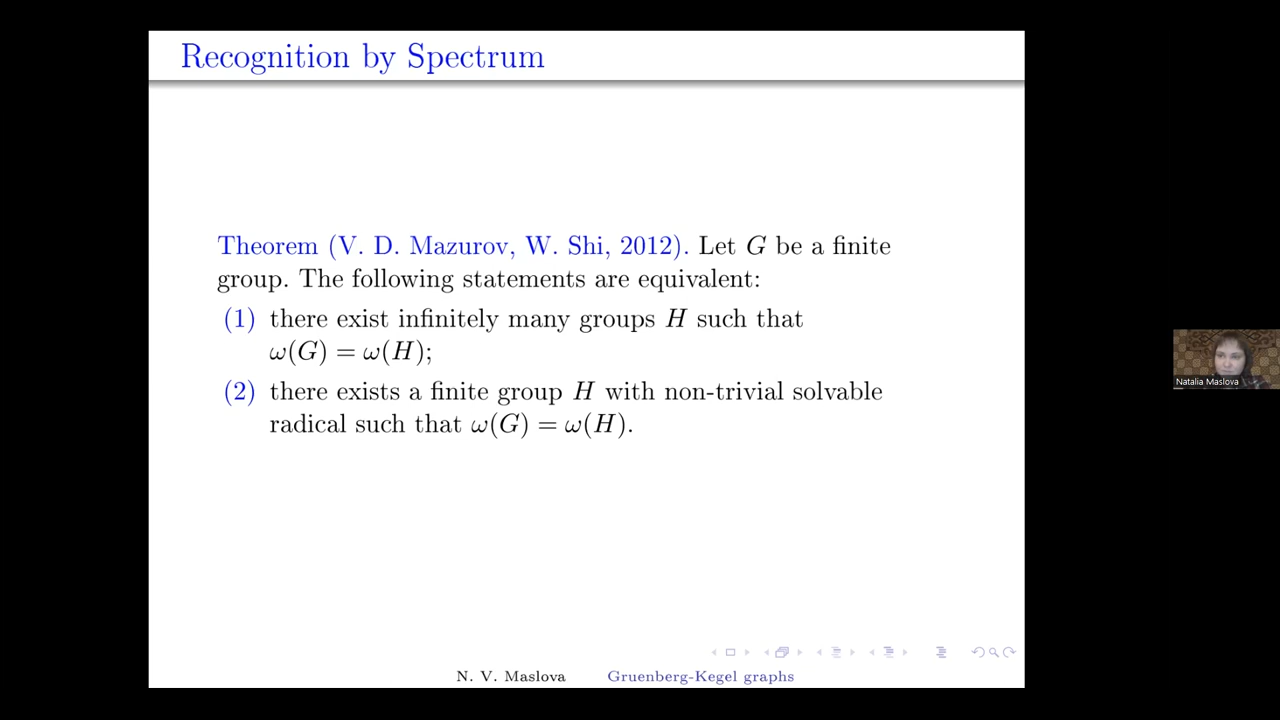 Recognition by Spectrum
Theorem (V. D. Mazurov, W. Shi, 2012). Let G be a finite
group. The following statements are equivalent:
(1) there exist infinitely many groups H such that
ω(G) = ω(H);
(2) there exists a finite group H with non-trivial solvable
radical such that ω(G) = ω(H).
Natalia Maslova
N. V. Maslova Gruenberg-Kegel graphs